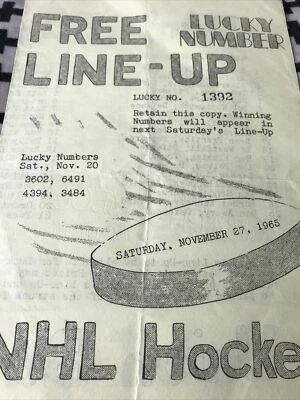 FREE
LUCKY
NUMBER
LINE-UP
LUCKY NO. 1392
Retain this copy. Winning
Numbers will appear in
next Saturday's Line-Up
Lucky Numbers
Sat., Nov. 20
3602, 6491
4394, 3484
SATURDAY, NOVEMBER 27, 1965
NHL Hocke